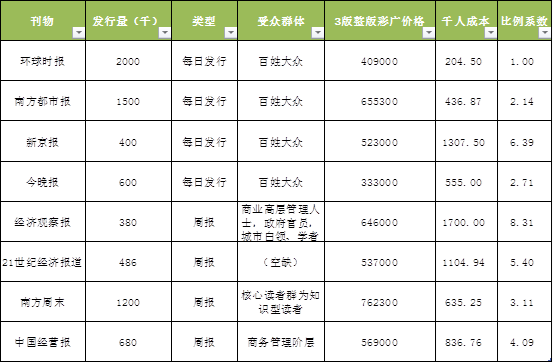 刊物 发行量（千） 类型 受众群体 3版整版彩广价格 千人成本 比例系数
环球时报 2000 每日发行 百姓大众 409000 204.50 1.00
南方都市报 1500 每日发行 百姓大众 655300 436.87 2.14
新京报 400 每日发行 百姓大众 523000 1307.50 6.39
今晚报 600 每日发行 百姓大众 333000 555.00 2.71
经济观察报 380 周报 商业高层管理人士，政府官员，城市白领、学者 646000 1700.00 8.31
21世纪经济报道 486 周报 （空缺） 537000 1104.94 5.40
南方周末 1200 周报 核心读者群为知识型读者 762300 635.25 3.11
中国经营报 680 周报 商务管理阶层 569000 836.76 4.09